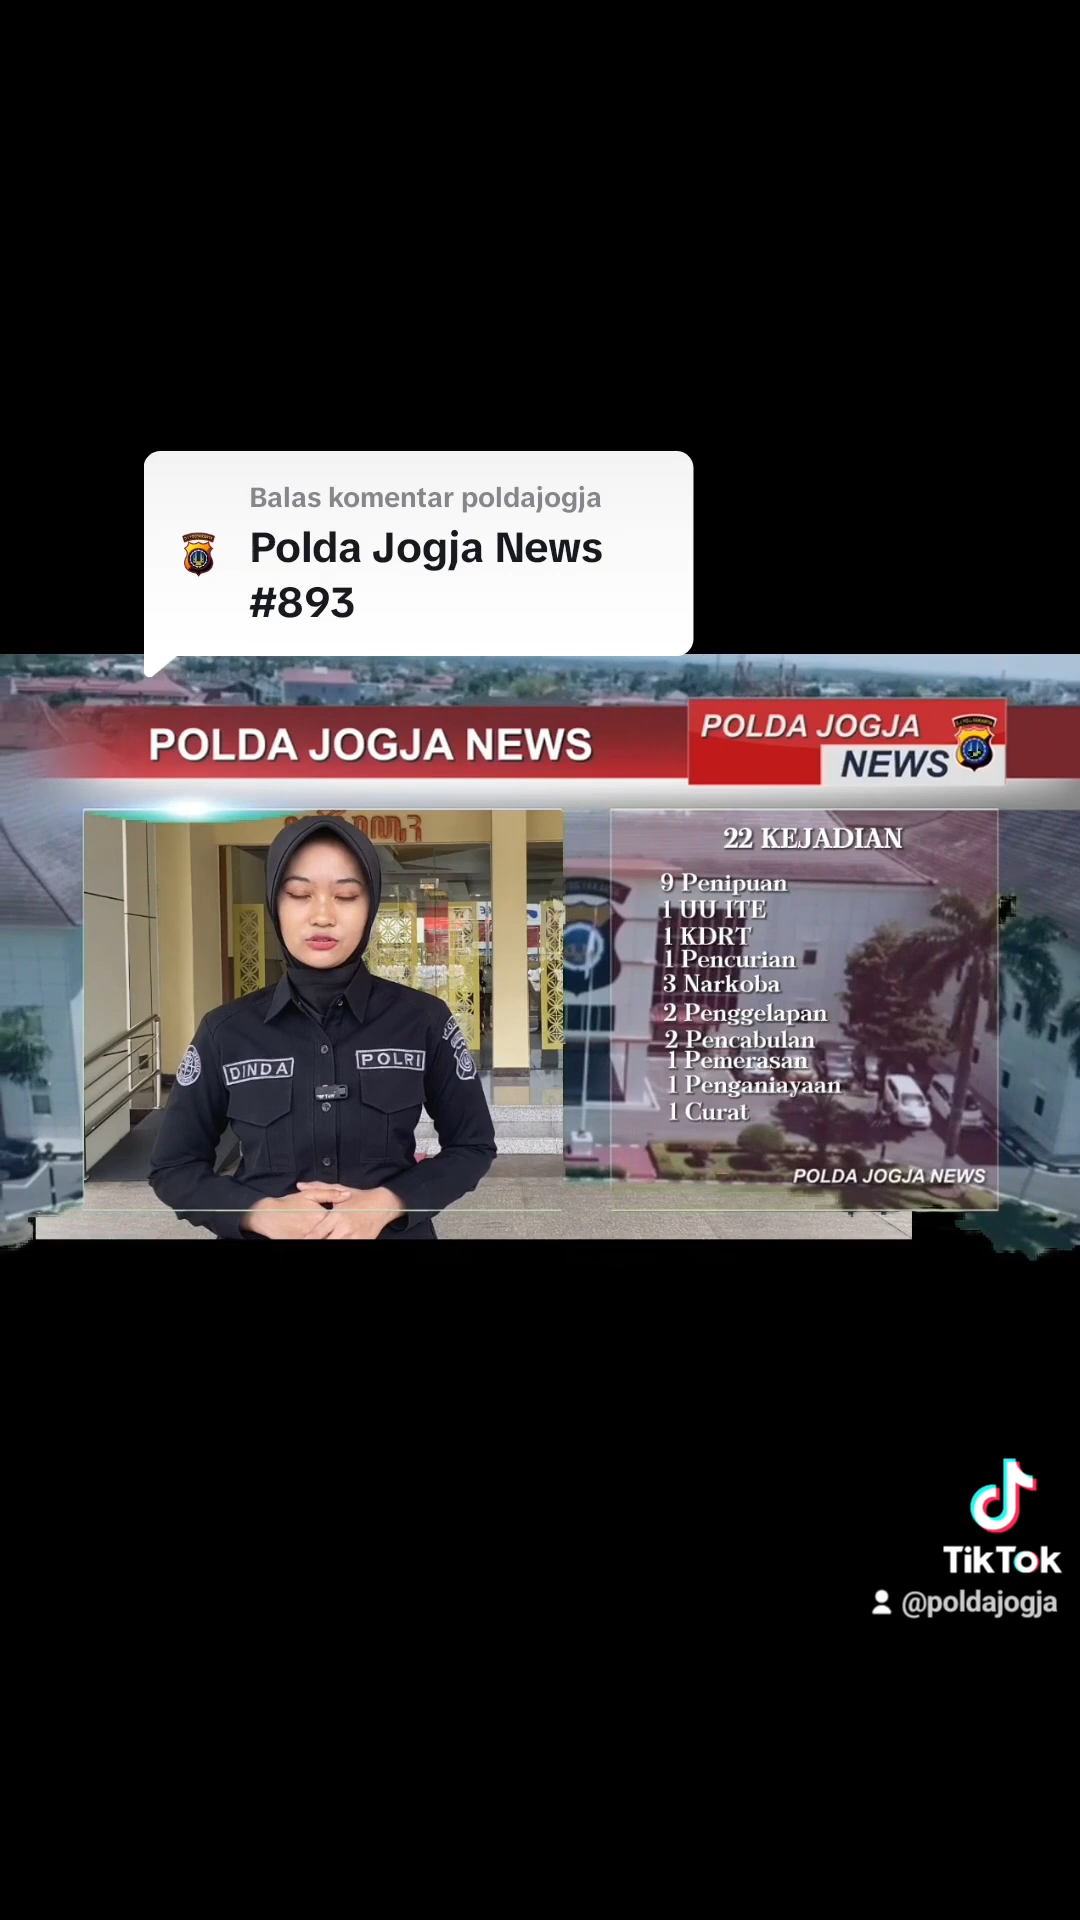 Balas komentar poldajogja
Polda Jogja News
#893
POLDA JOGJA NEWS
POLDA JOGJA
NEWS
22 KEJADIAN
9 Penipuan
1 UU ITE
1 KDRT
1 Pencurian
3 Narkoba
2 Penggelapan
2 Pencabulan
1 Pemerasan
1 Penganiayaan
1 Curat
DINDA
POLRI
POLDA JOGJA NEWS
TikTok
@poldajogja